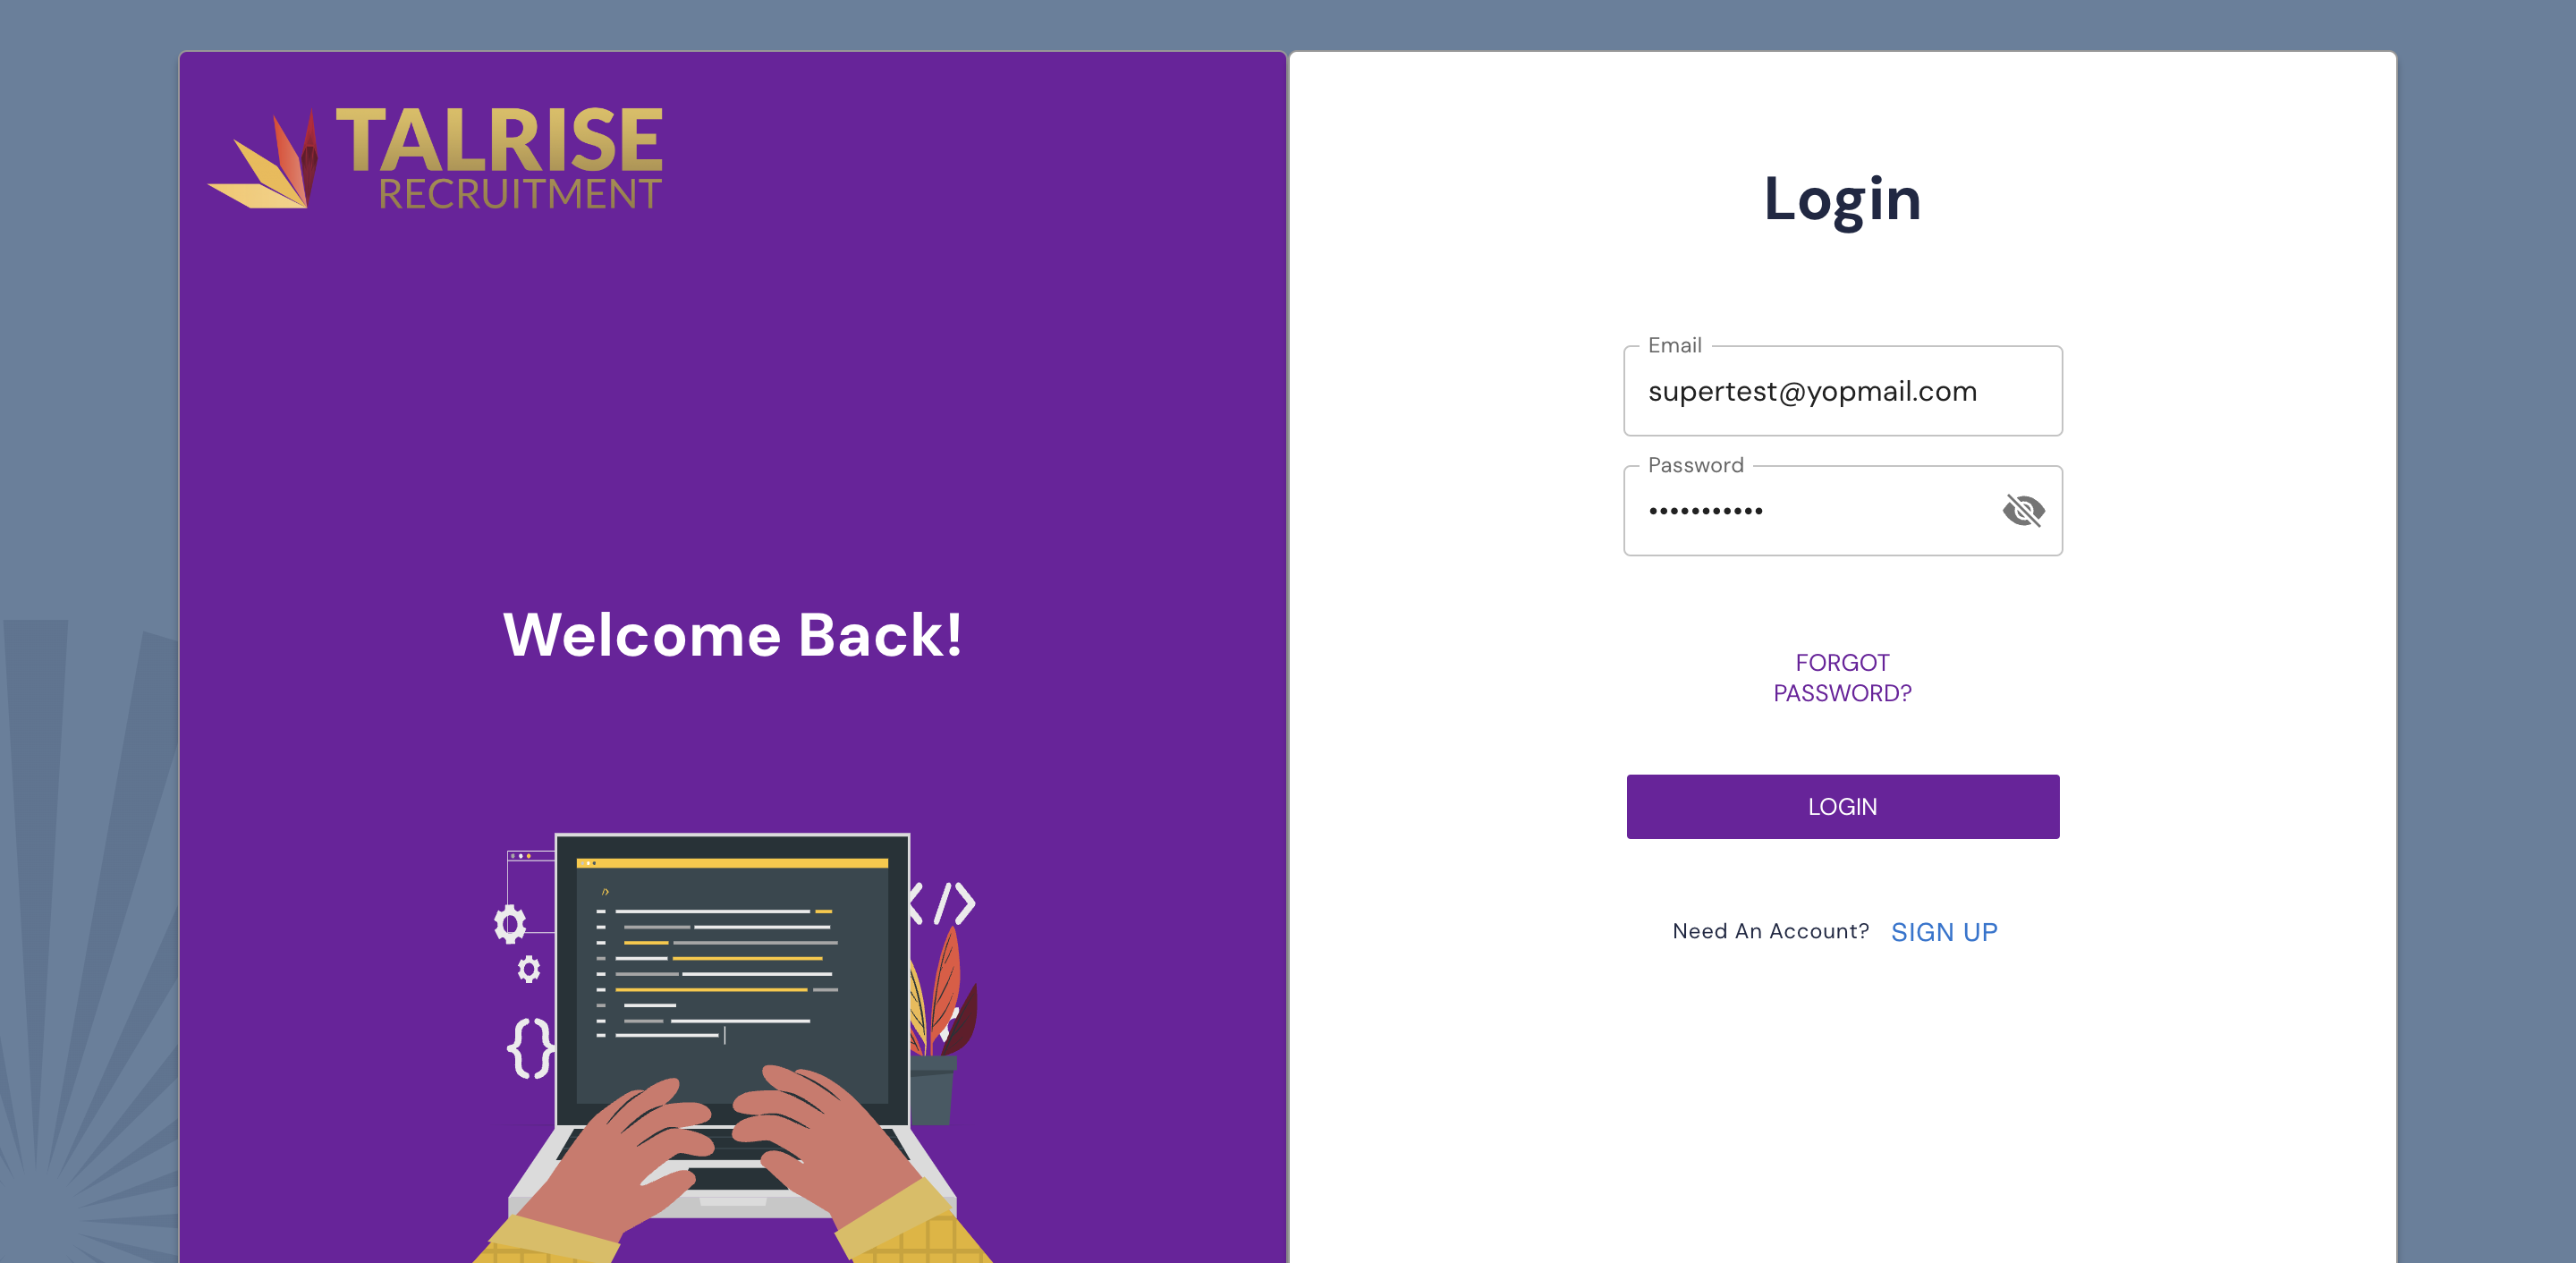 TALRISE
RECRUITMENT
Welcome Back!
</>
{}
Login
Email
supertest@yopmail.com
Password
•••••••••••
FORGOT
PASSWORD?
LOGIN
Need An Account? SIGN UP